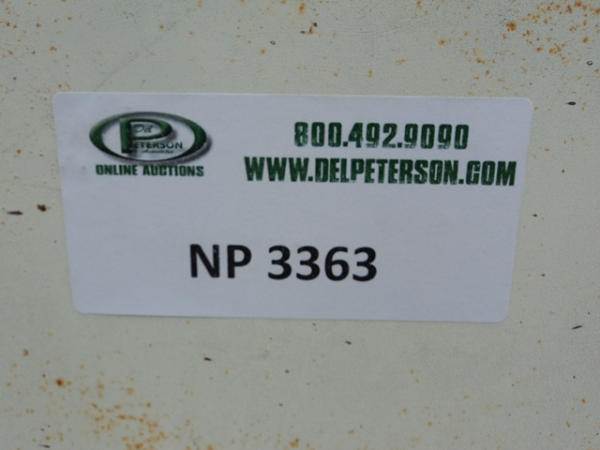 Del
PETERSON
ONLINE AUCTIONS
800.492.9090
WWW.DELPETERSON.COM
NP 3363